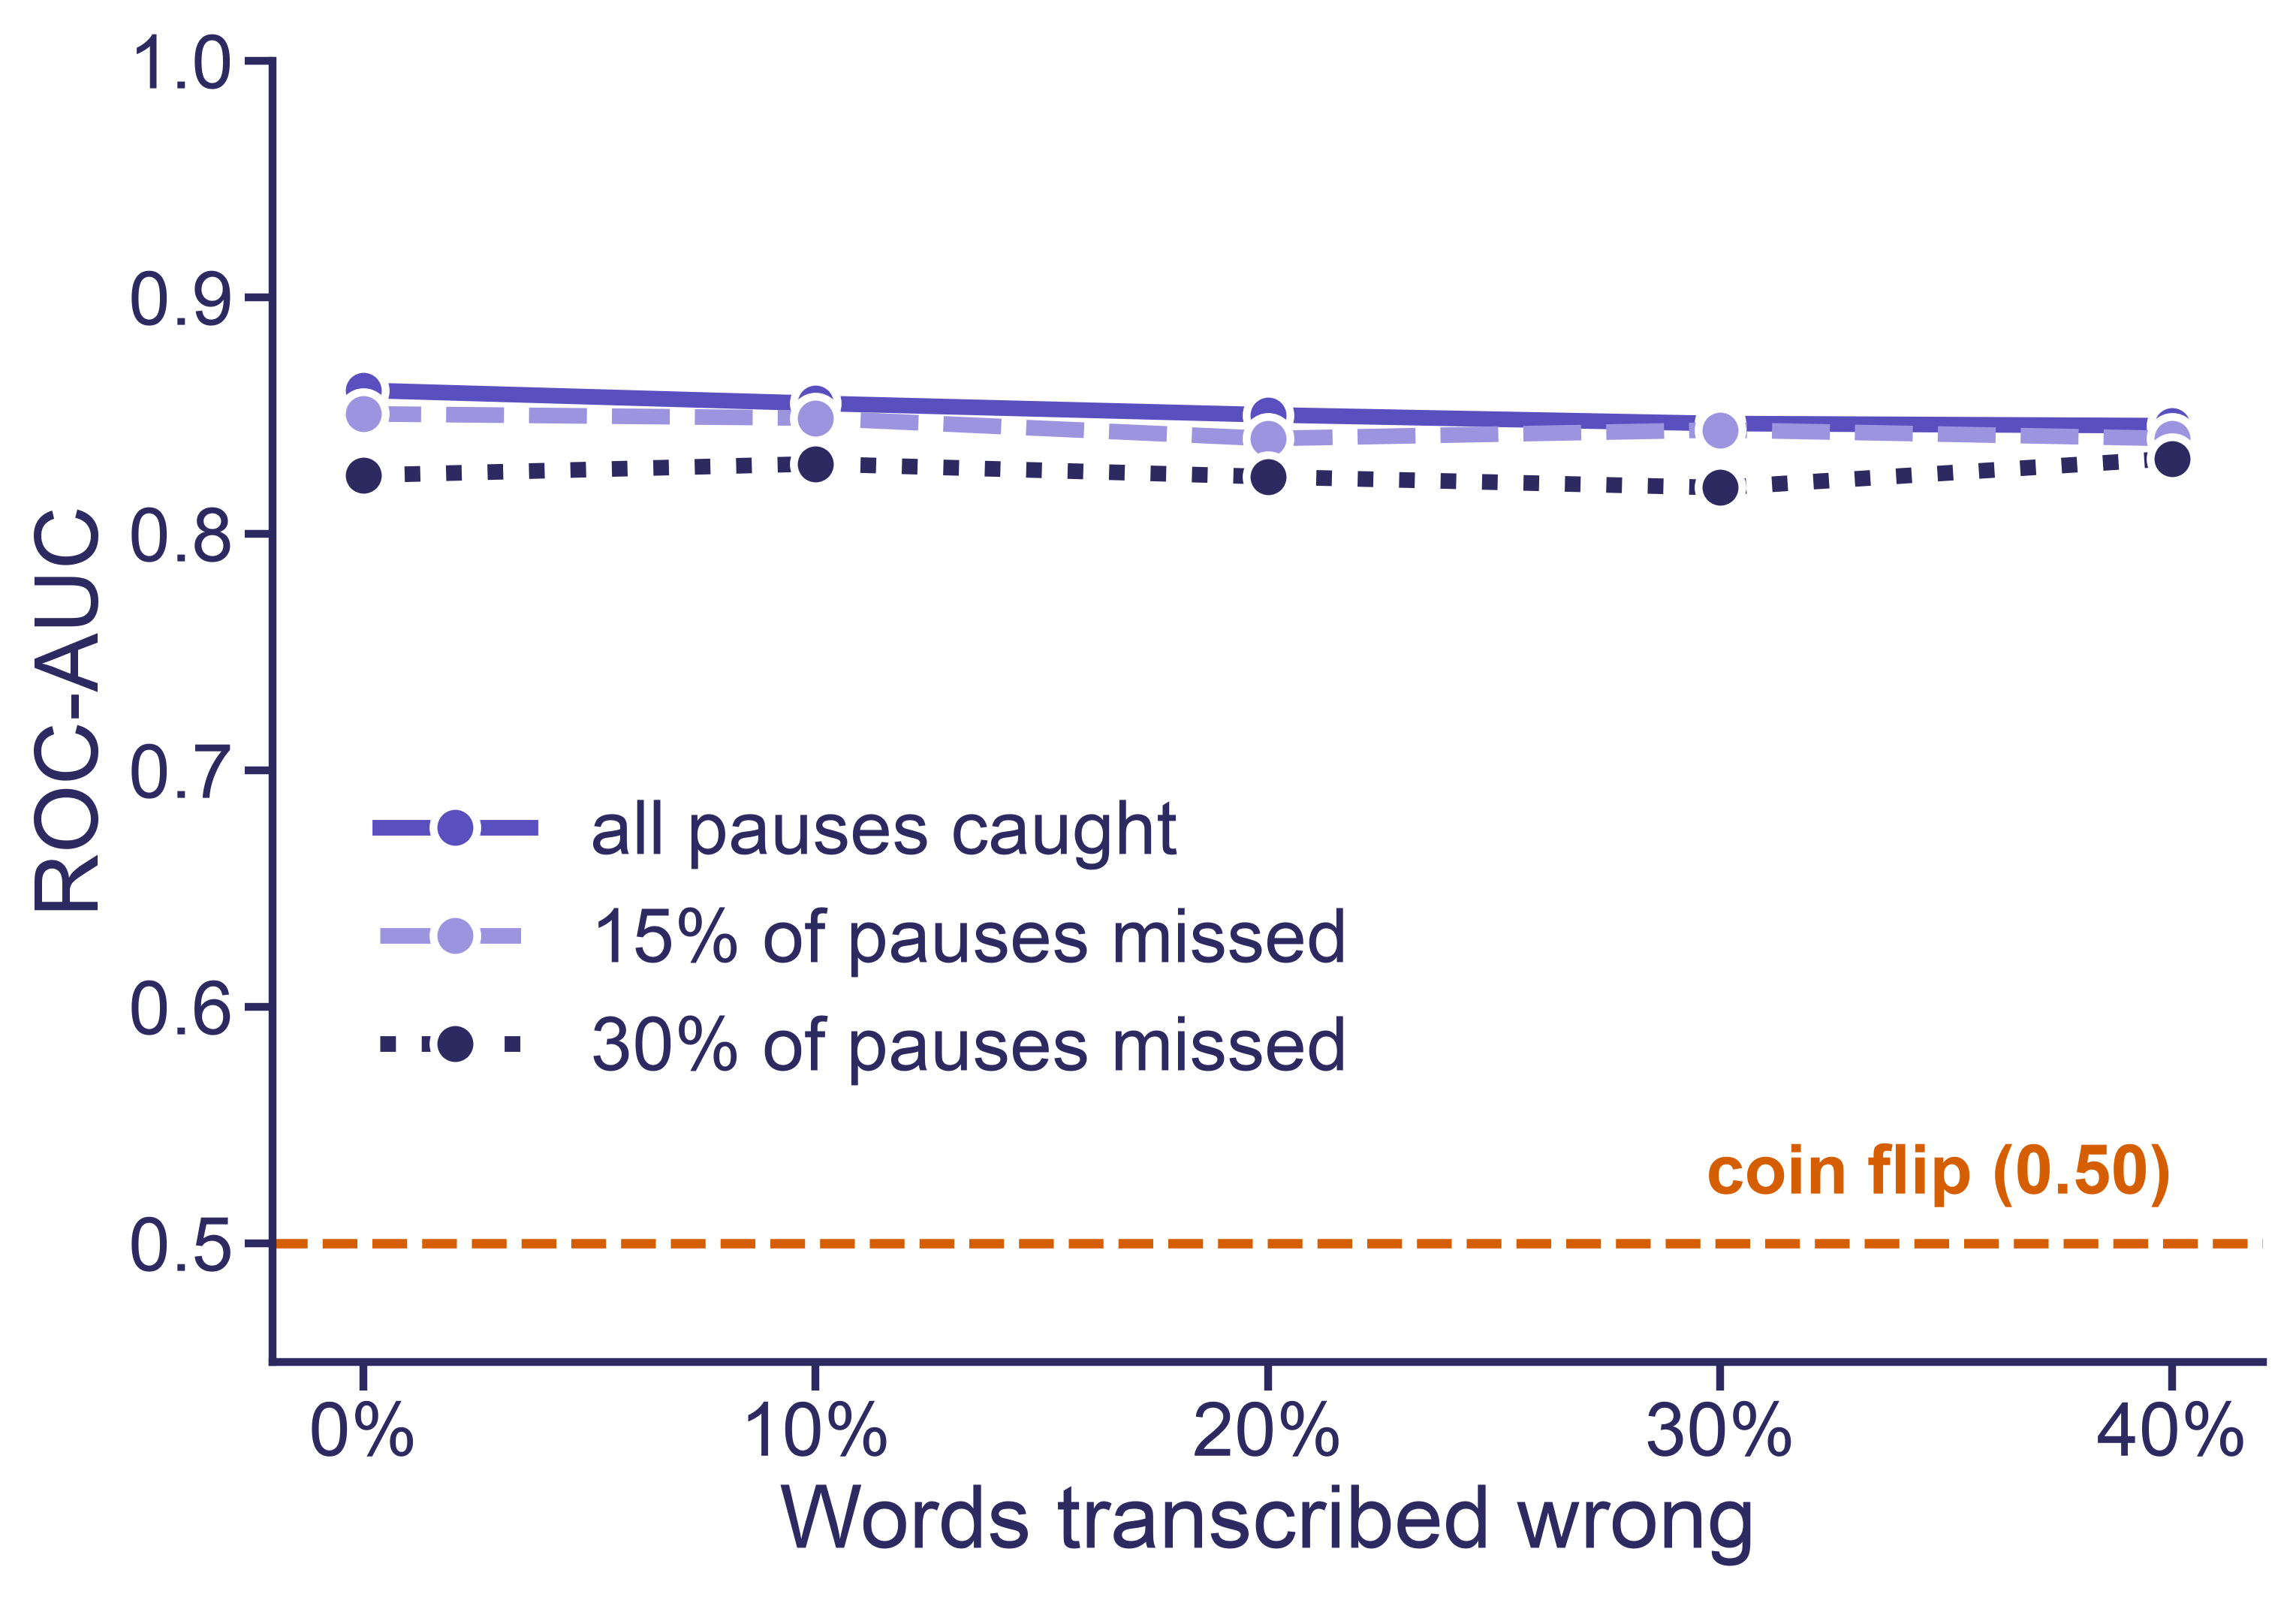 1.0
0.9
0.8
0.7
0.6
0.5
ROC-AUC
all pauses caught
15% of pauses missed
30% of pauses missed
coin flip (0.50)
0% 10% 20% 30% 40%
Words transcribed wrong